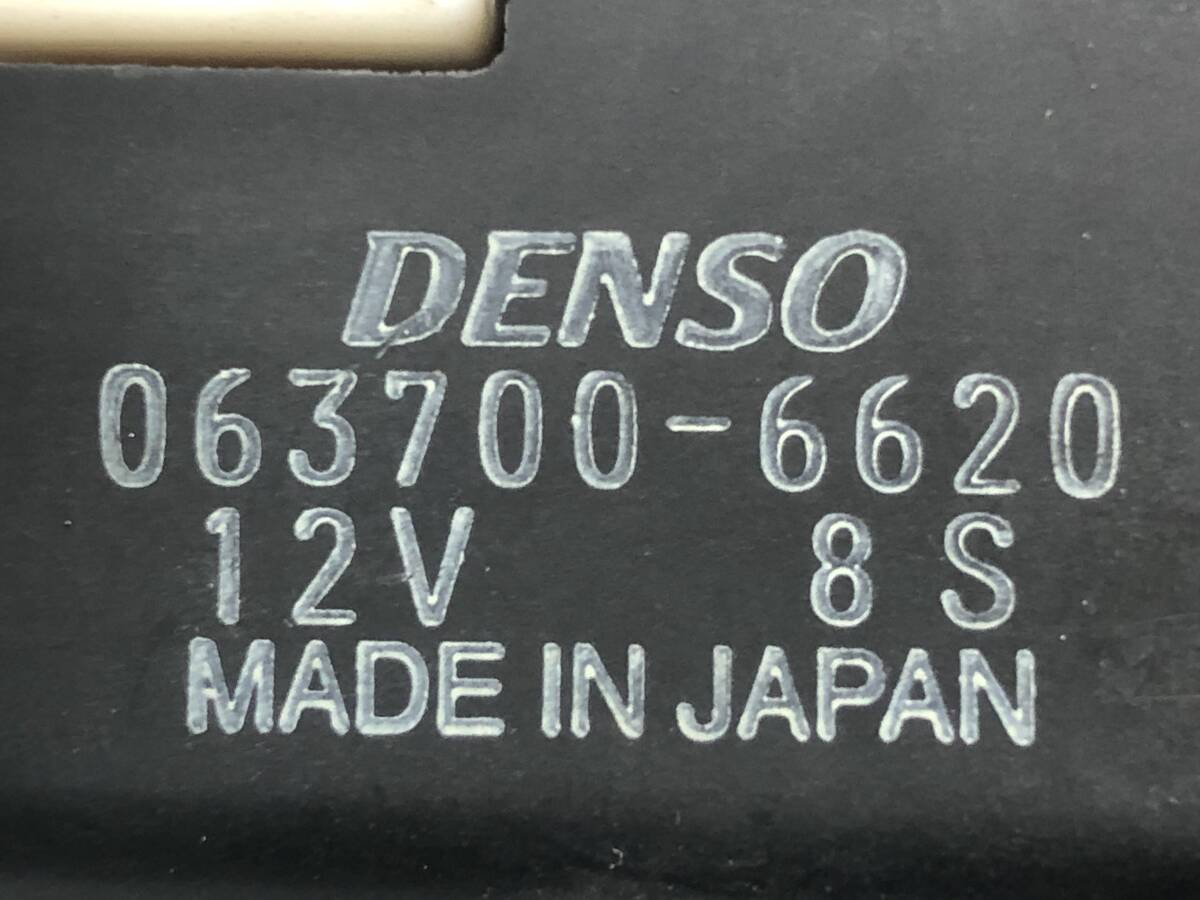 DENSO
063700-6620
12V 8S
MADE IN JAPAN